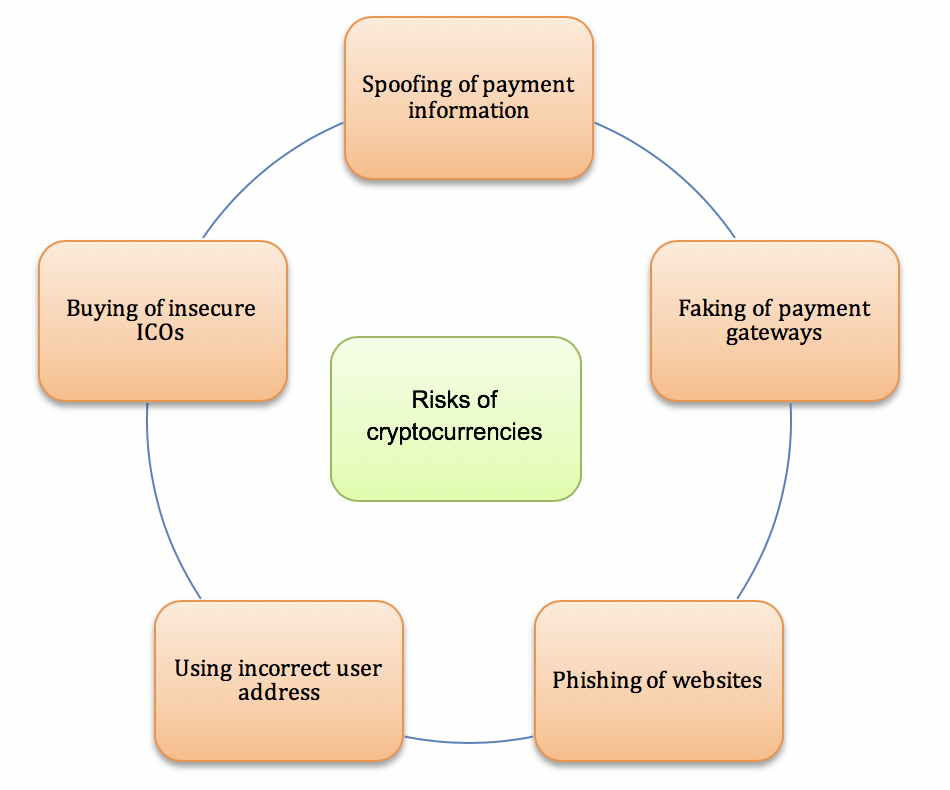 Spoofing of payment
information
Faking of payment
gateways
Phishing of websites
Using incorrect user
address
Buying of insecure
ICOs
Risks of
cryptocurrencies